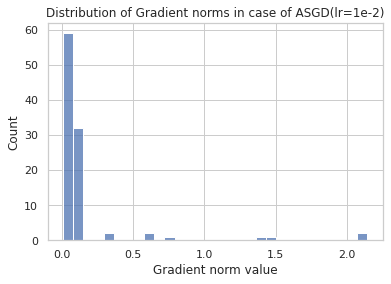 Distribution of Gradient norms in case of ASGD(lr=1e-2)
60
50
40
30
20
10
0
Count
0.0 0.5 1.0 1.5 2.0
Gradient norm value